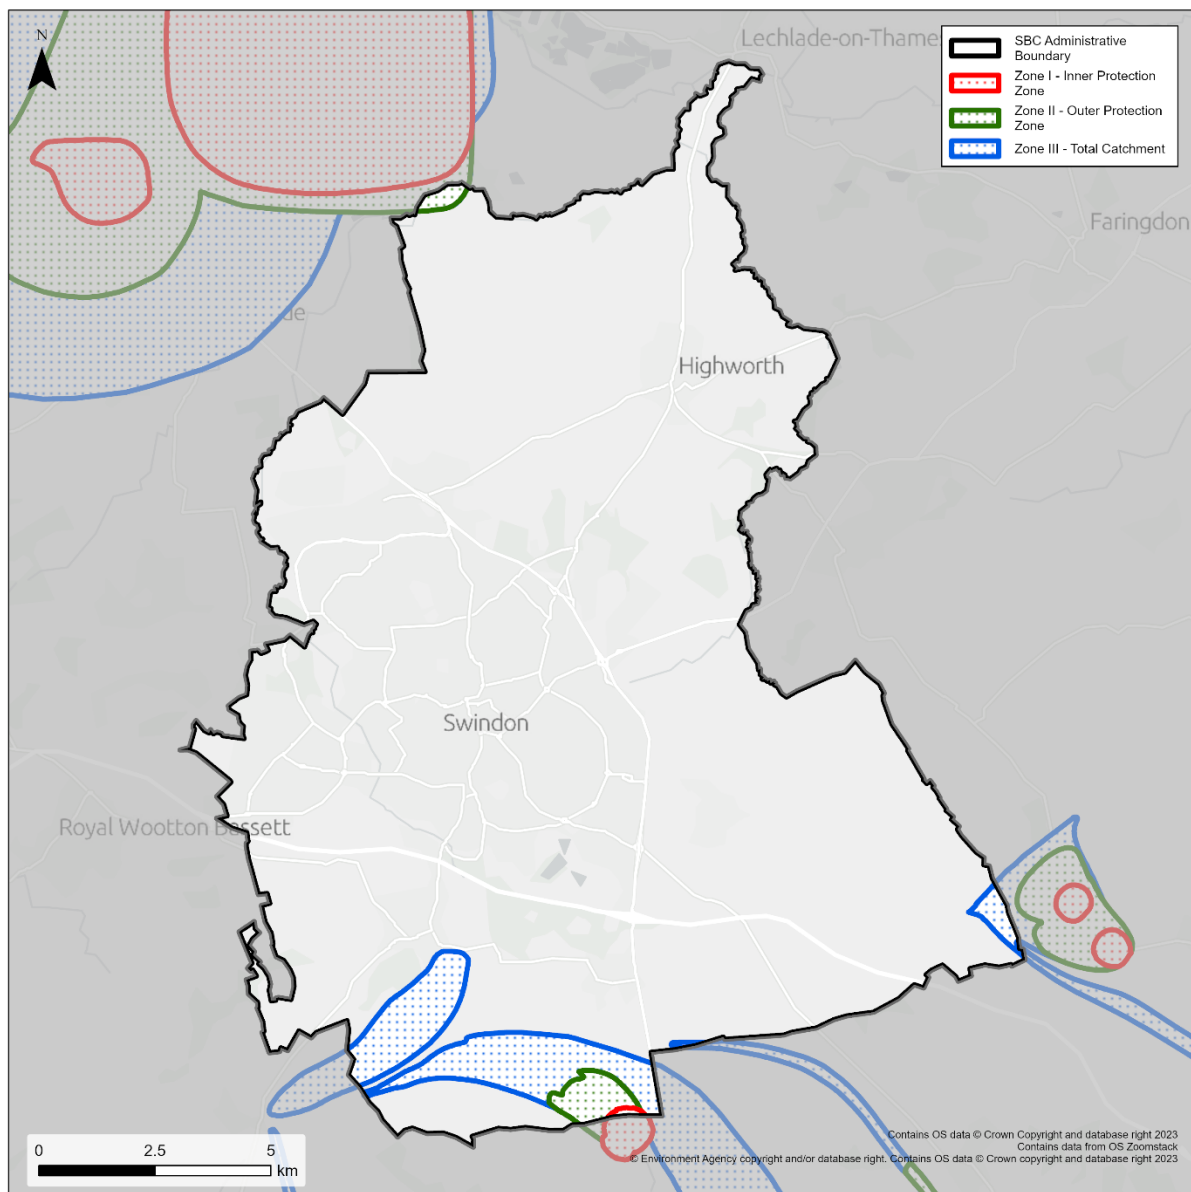 N
Lechlade-on-Thame
SBC Administrative
Boundary
Zone I - Inner Protection
Zone
Zone II - Outer Protection
Zone
Zone III - Total Catchment
Faringdon
de
Highworth
Swindon
Royal Wootton Bassett
0 2.5 5
km
Contains OS data © Crown Copyright and database right 2023
Contains data from OS Zoomstack
© Environment Agency copyright and/or database right. Contains OS data © Crown copyright and database right 2023